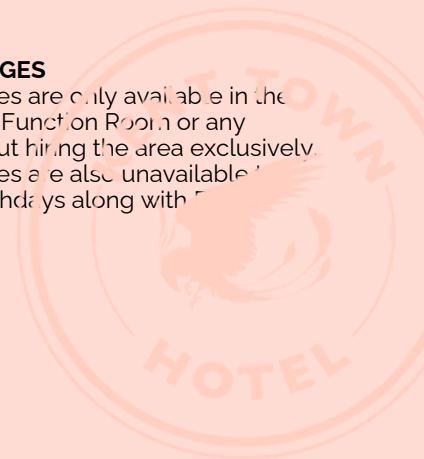 GES
es are only available in the
Function Room or any
ut hiring the area exclusively.
es are also unavailable
hdays along with
TOWN
HOTEL